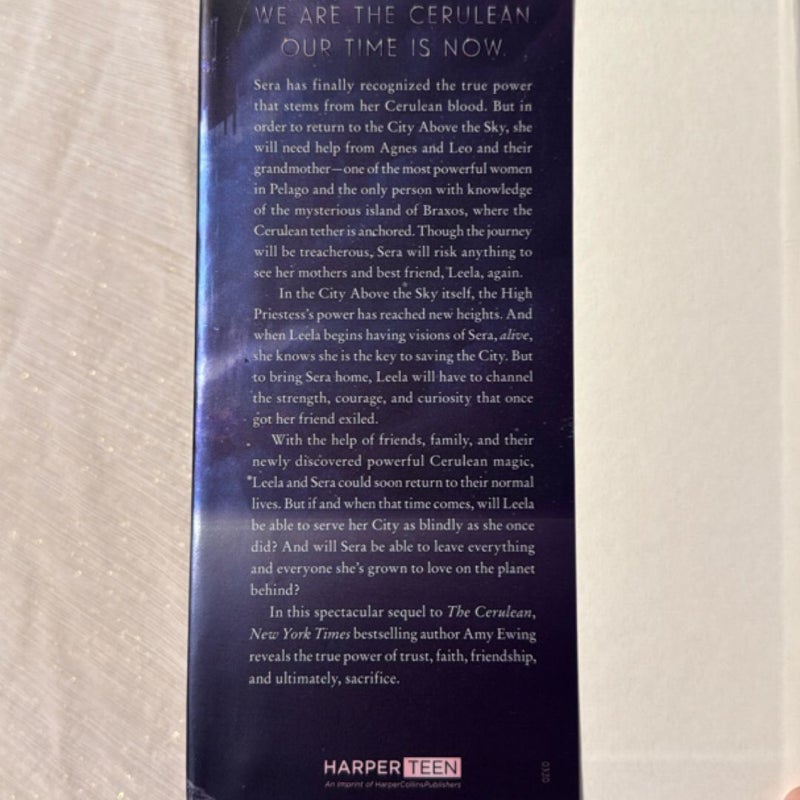 WE ARE THE CERULEAN.
OUR TIME IS NOW.
Sera has finally recognized the true power
that stems from her Cerulean blood. But in
order to return to the City Above the Sky, she
will need help from Agnes and Leo and their
grandmother—one of the most powerful women
in Pelago and the only person with knowledge
of the mysterious island of Braxos, where the
Cerulean tether is anchored. Though the journey
will be treacherous, Sera will risk anything to
see her mothers and best friend, Leela, again.
In the City Above the Sky itself, the High
Priestess's power has reached new heights. And
when Leela begins having visions of Sera, alive,
she knows she is the key to saving the City. But
to bring Sera home, Leela will have to channel
the strength, courage, and curiosity that once
got her friend exiled.
With the help of friends, family, and their
newly discovered powerful Cerulean magic,
Leela and Sera could soon return to their normal
lives. But if and when that time comes, will Leela
be able to serve her City as blindly as she once
did? And will Sera be able to leave everything
and everyone she's grown to love on the planet
behind?
In this spectacular sequel to The Cerulean,
New York Times bestselling author Amy Ewing
reveals the true power of trust, faith, friendship,
and ultimately, sacrifice.
HARPER TEEN
An Imprint of HarperCollinsPublishers
0320